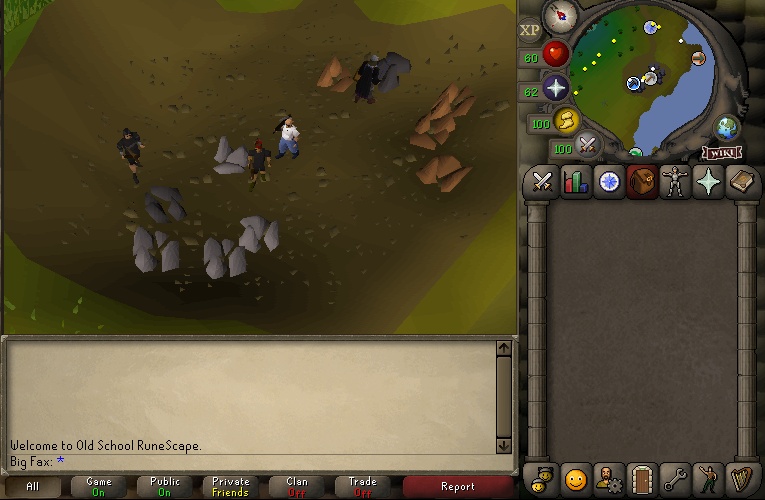 XP
60
62
100
100
WIKI
Welcome to Old School RuneScape.
Big Fax: *
All
Game
On
Public
On
Private
Friends
Clan
Off
Trade
Off
Report